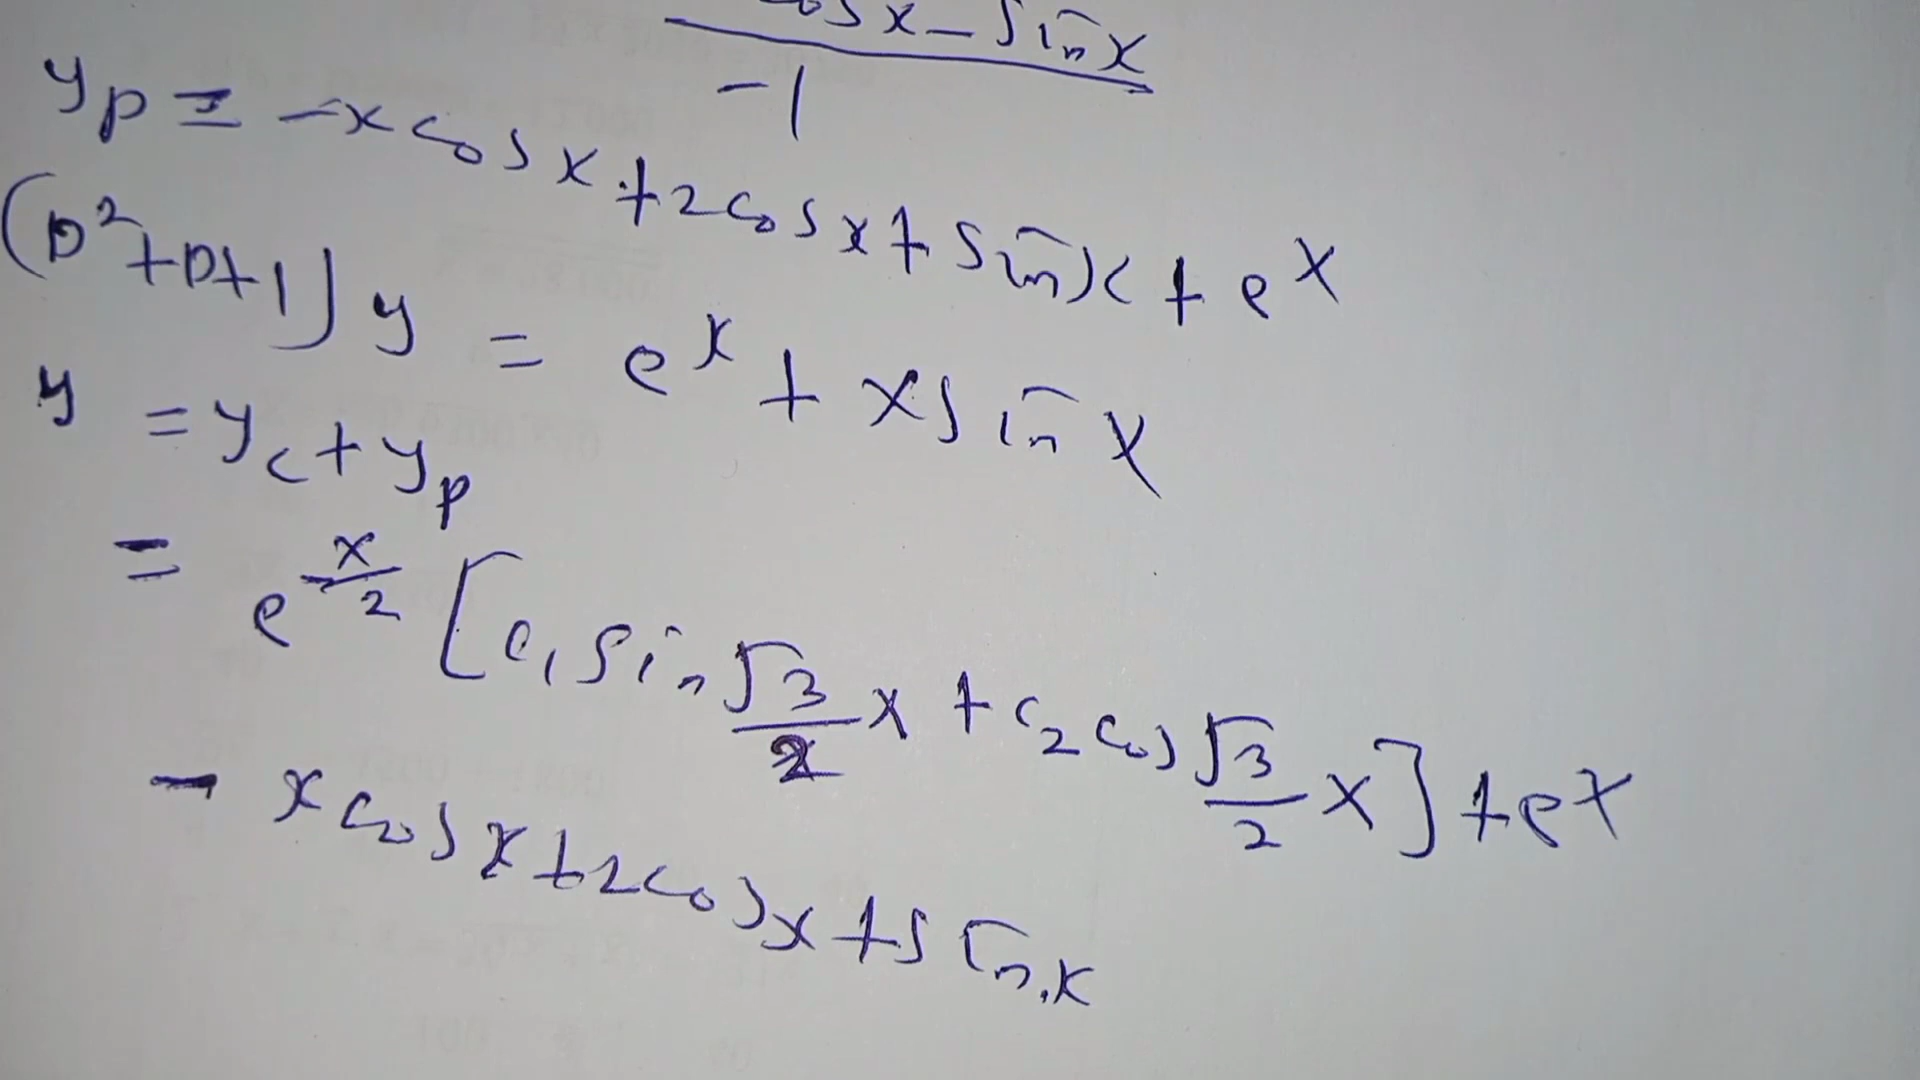 cos x - sin x
-1
yp = -x cos x + 2 cos x + sin x + e^x
(D^2 + D + 1) y = e^x + x sin x
y = yc + yp
= e^(-x/2) [c1 sin √3/2 x + c2 cos √3/2 x] + e^x
- x cos x + 2 cos x + sin x